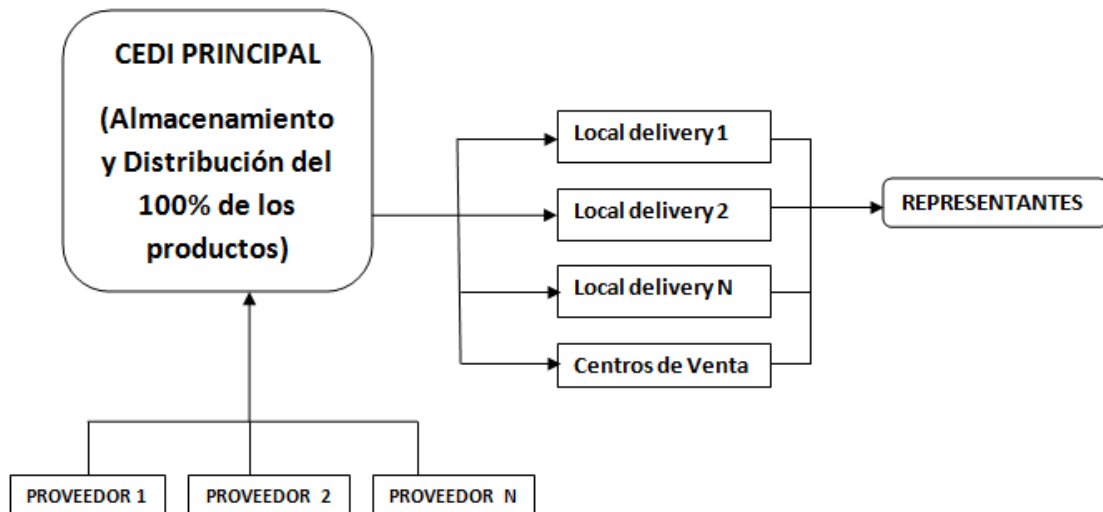 CEDI PRINCIPAL
(Almacenamiento
y Distribución del
100% de los
productos)
Local delivery 1
Local delivery 2
Local delivery N
Centros de Venta
REPRESENTANTES
PROVEEDOR 1
PROVEEDOR 2
PROVEEDOR N